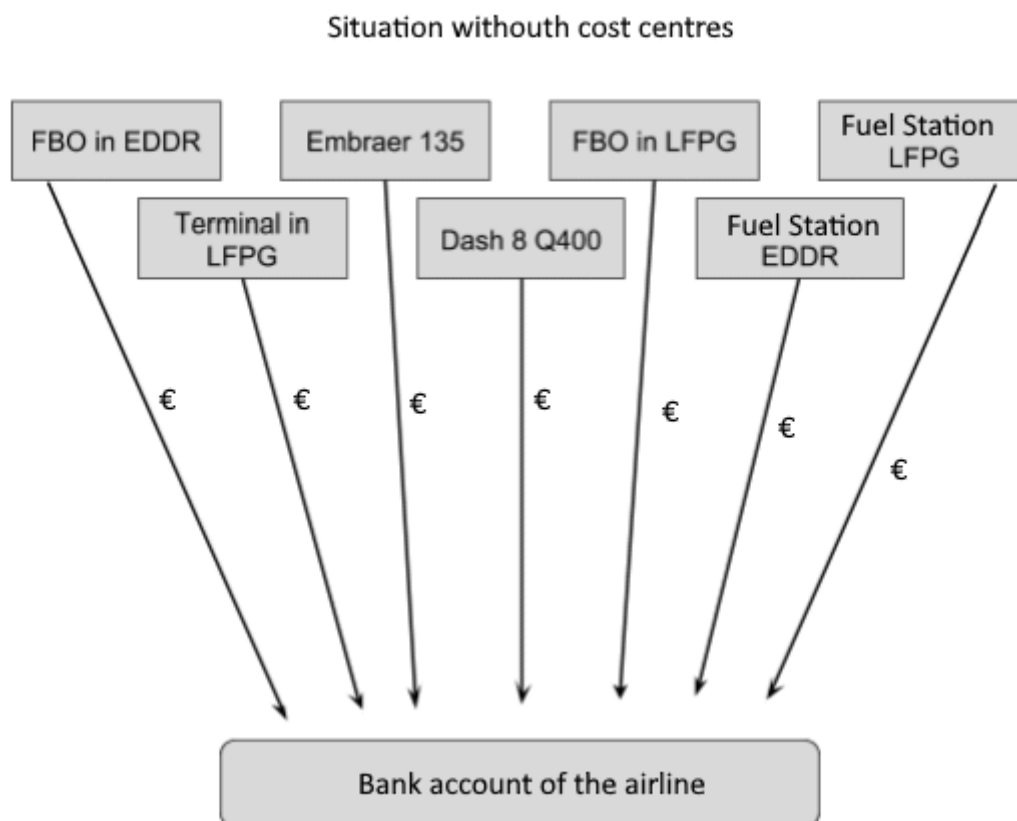 Situation withouth cost centres
FBO in EDDR
Embraer 135
FBO in LFPG
Fuel Station
LFPG
Terminal in
LFPG
Dash 8 Q400
Fuel Station
EDDR
€
€
€
€
€
€
€
Bank account of the airline